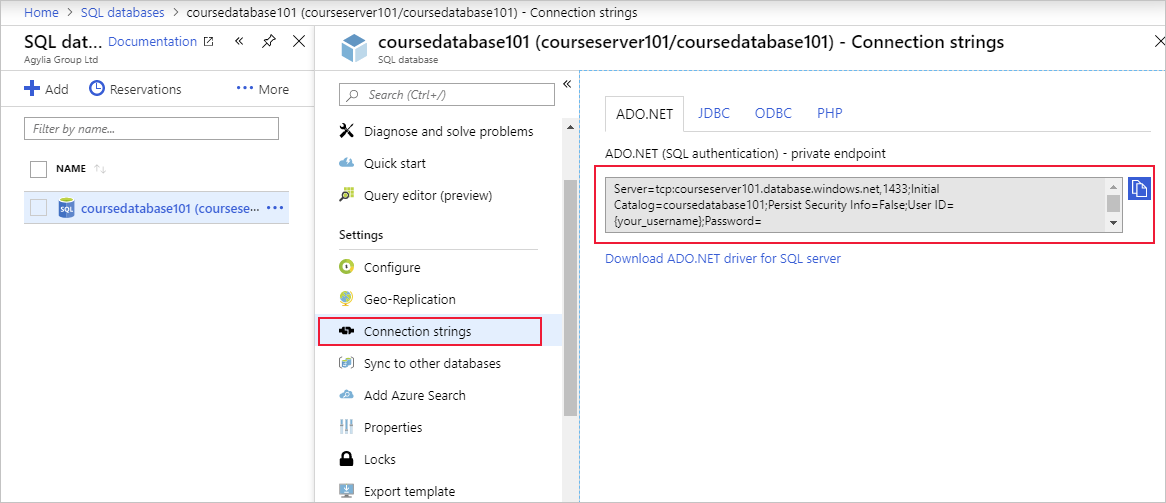 Home > SQL databases > coursedatabase101 (courseserver101/coursedatabase101) - Connection strings
SQL dat... Documentation
Agylia Group Ltd
Add Reservations ••• More
Filter by name...
NAME ↑↓
SQL coursedatabase101 (coursese... •••
coursedatabase101 (courseserver101/coursedatabase101) - Connection strings
SQL database
Search (Ctrl+/)
Diagnose and solve problems
Quick start
Query editor (preview)
Settings
Configure
Geo-Replication
Connection strings
Sync to other databases
Add Azure Search
Properties
Locks
Export template
ADO.NET JDBC ODBC PHP
ADO.NET (SQL authentication) - private endpoint
Server=tcp:courseserver101.database.windows.net,1433;Initial
Catalog=coursedatabase101;Persist Security Info=False;User ID=
{your_username};Password=
Download ADO.NET driver for SQL server